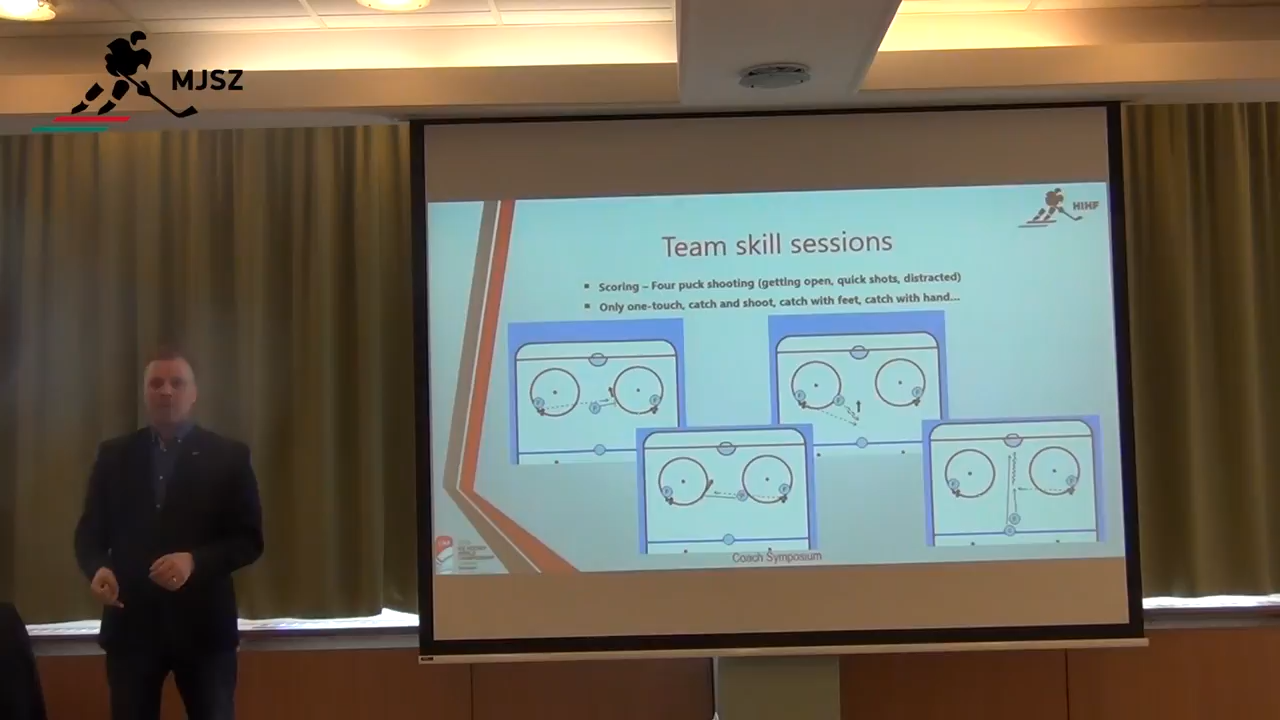 MJSZ
HIHF
Team skill sessions
▪ Scoring – Four puck shooting (getting open, quick shots, distracted)
▪ Only one-touch, catch and shoot, catch with feet, catch with hand...
Coach Symposium